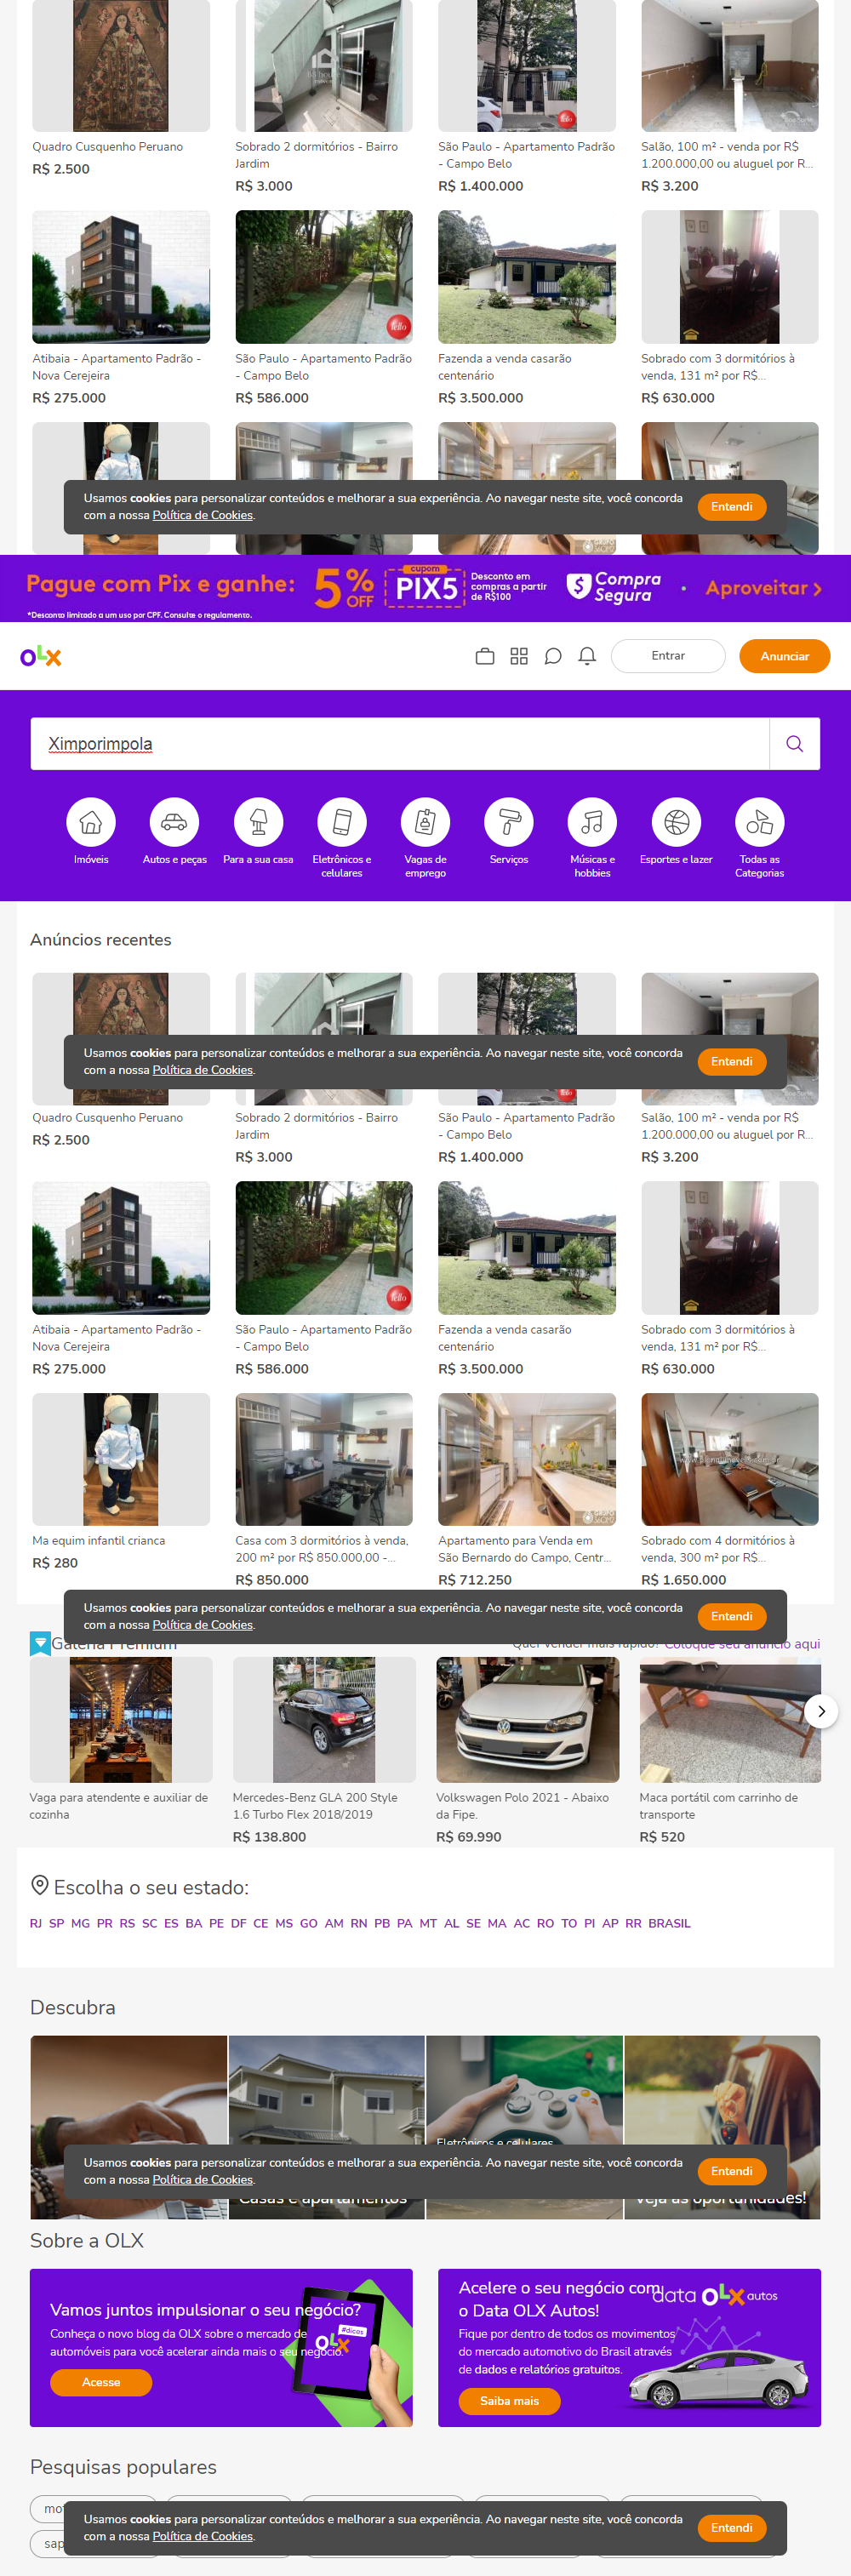 Quadro Cusquenho Peruano
R$ 2.500
Sobrado 2 dormitórios - Bairro
Jardim
R$ 3.000
São Paulo - Apartamento Padrão
- Campo Belo
R$ 1.400.000
Salão, 100 m² - venda por R$
1.200.000,00 ou aluguel por R...
R$ 3.200
Atibaia - Apartamento Padrão -
Nova Cerejeira
R$ 275.000
lello
São Paulo - Apartamento Padrão
- Campo Belo
R$ 586.000
Fazenda a venda casarão
centenário
R$ 3.500.000
Sobrado com 3 dormitórios à
venda, 131 m² por R$...
R$ 630.000
Usamos cookies para personalizar conteúdos e melhorar a sua experiência. Ao navegar neste site, você concorda
com a nossa Política de Cookies.
Entendi
Pague com Pix e ganhe:
5% OFF
cupom
PIX5
Desconto em
compras a partir
de R$100
Compra
Segura
Aproveitar >
*Desconto limitado a um uso por CPF. Consulte o regulamento.
OLX
Entrar
Anunciar
Ximporimpola
Imóveis
Autos e peças
Para a sua casa
Eletrônicos e
celulares
Vagas de
emprego
Serviços
Músicas e
hobbies
Esportes e lazer
Todas as
Categorias
Anúncios recentes
Usamos cookies para personalizar conteúdos e melhorar a sua experiência. Ao navegar neste site, você concorda
com a nossa Política de Cookies.
Entendi
Quadro Cusquenho Peruano
R$ 2.500
Sobrado 2 dormitórios - Bairro
Jardim
R$ 3.000
São Paulo - Apartamento Padrão
- Campo Belo
R$ 1.400.000
Salão, 100 m² - venda por R$
1.200.000,00 ou aluguel por R...
R$ 3.200
Atibaia - Apartamento Padrão -
Nova Cerejeira
R$ 275.000
lello
São Paulo - Apartamento Padrão
- Campo Belo
R$ 586.000
Fazenda a venda casarão
centenário
R$ 3.500.000
Sobrado com 3 dormitórios à
venda, 131 m² por R$...
R$ 630.000
Ma equim infantil crianca
R$ 280
Casa com 3 dormitórios à venda,
200 m² por R$ 850.000,00 -...
R$ 850.000
Apartamento para Venda em
São Bernardo do Campo, Centr...
R$ 712.250
Sobrado com 4 dormitórios à
venda, 300 m² por R$...
R$ 1.650.000
Usamos cookies para personalizar conteúdos e melhorar a sua experiência. Ao navegar neste site, você concorda
com a nossa Política de Cookies.
Entendi
Galeria Premium
Quer vender mais rápido? Coloque seu anúncio aqui
Vaga para atendente e auxiliar de
cozinha
Mercedes-Benz GLA 200 Style
1.6 Turbo Flex 2018/2019
R$ 138.800
Volkswagen Polo 2021 - Abaixo
da Fipe.
R$ 69.990
Maca portátil com carrinho de
transporte
R$ 520
Escolha o seu estado:
RJ SP MG PR RS SC ES BA PE DF CE MS GO AM RN PB PA MT AL SE MA AC RO TO PI AP RR BRASIL
Descubra
Eletrônicos e celulares
Usamos cookies para personalizar conteúdos e melhorar a sua experiência. Ao navegar neste site, você concorda
com a nossa Política de Cookies.
Entendi
Casas e apartamentos
Veja as oportunidades!
Sobre a OLX
Vamos juntos impulsionar o seu negócio?
Conheça o novo blog da OLX sobre o mercado de
automóveis para você acelerar ainda mais o seu negócio.
Acesse
#dicas
OLX
Acelere o seu negócio com
o Data OLX Autos!
Fique por dentro de todos os movimentos
do mercado automotivo do Brasil através
de dados e relatórios gratuitos.
Saiba mais
data OLX autos
Pesquisas populares
Usamos cookies para personalizar conteúdos e melhorar a sua experiência. Ao navegar neste site, você concorda
com a nossa Política de Cookies.
Entendi